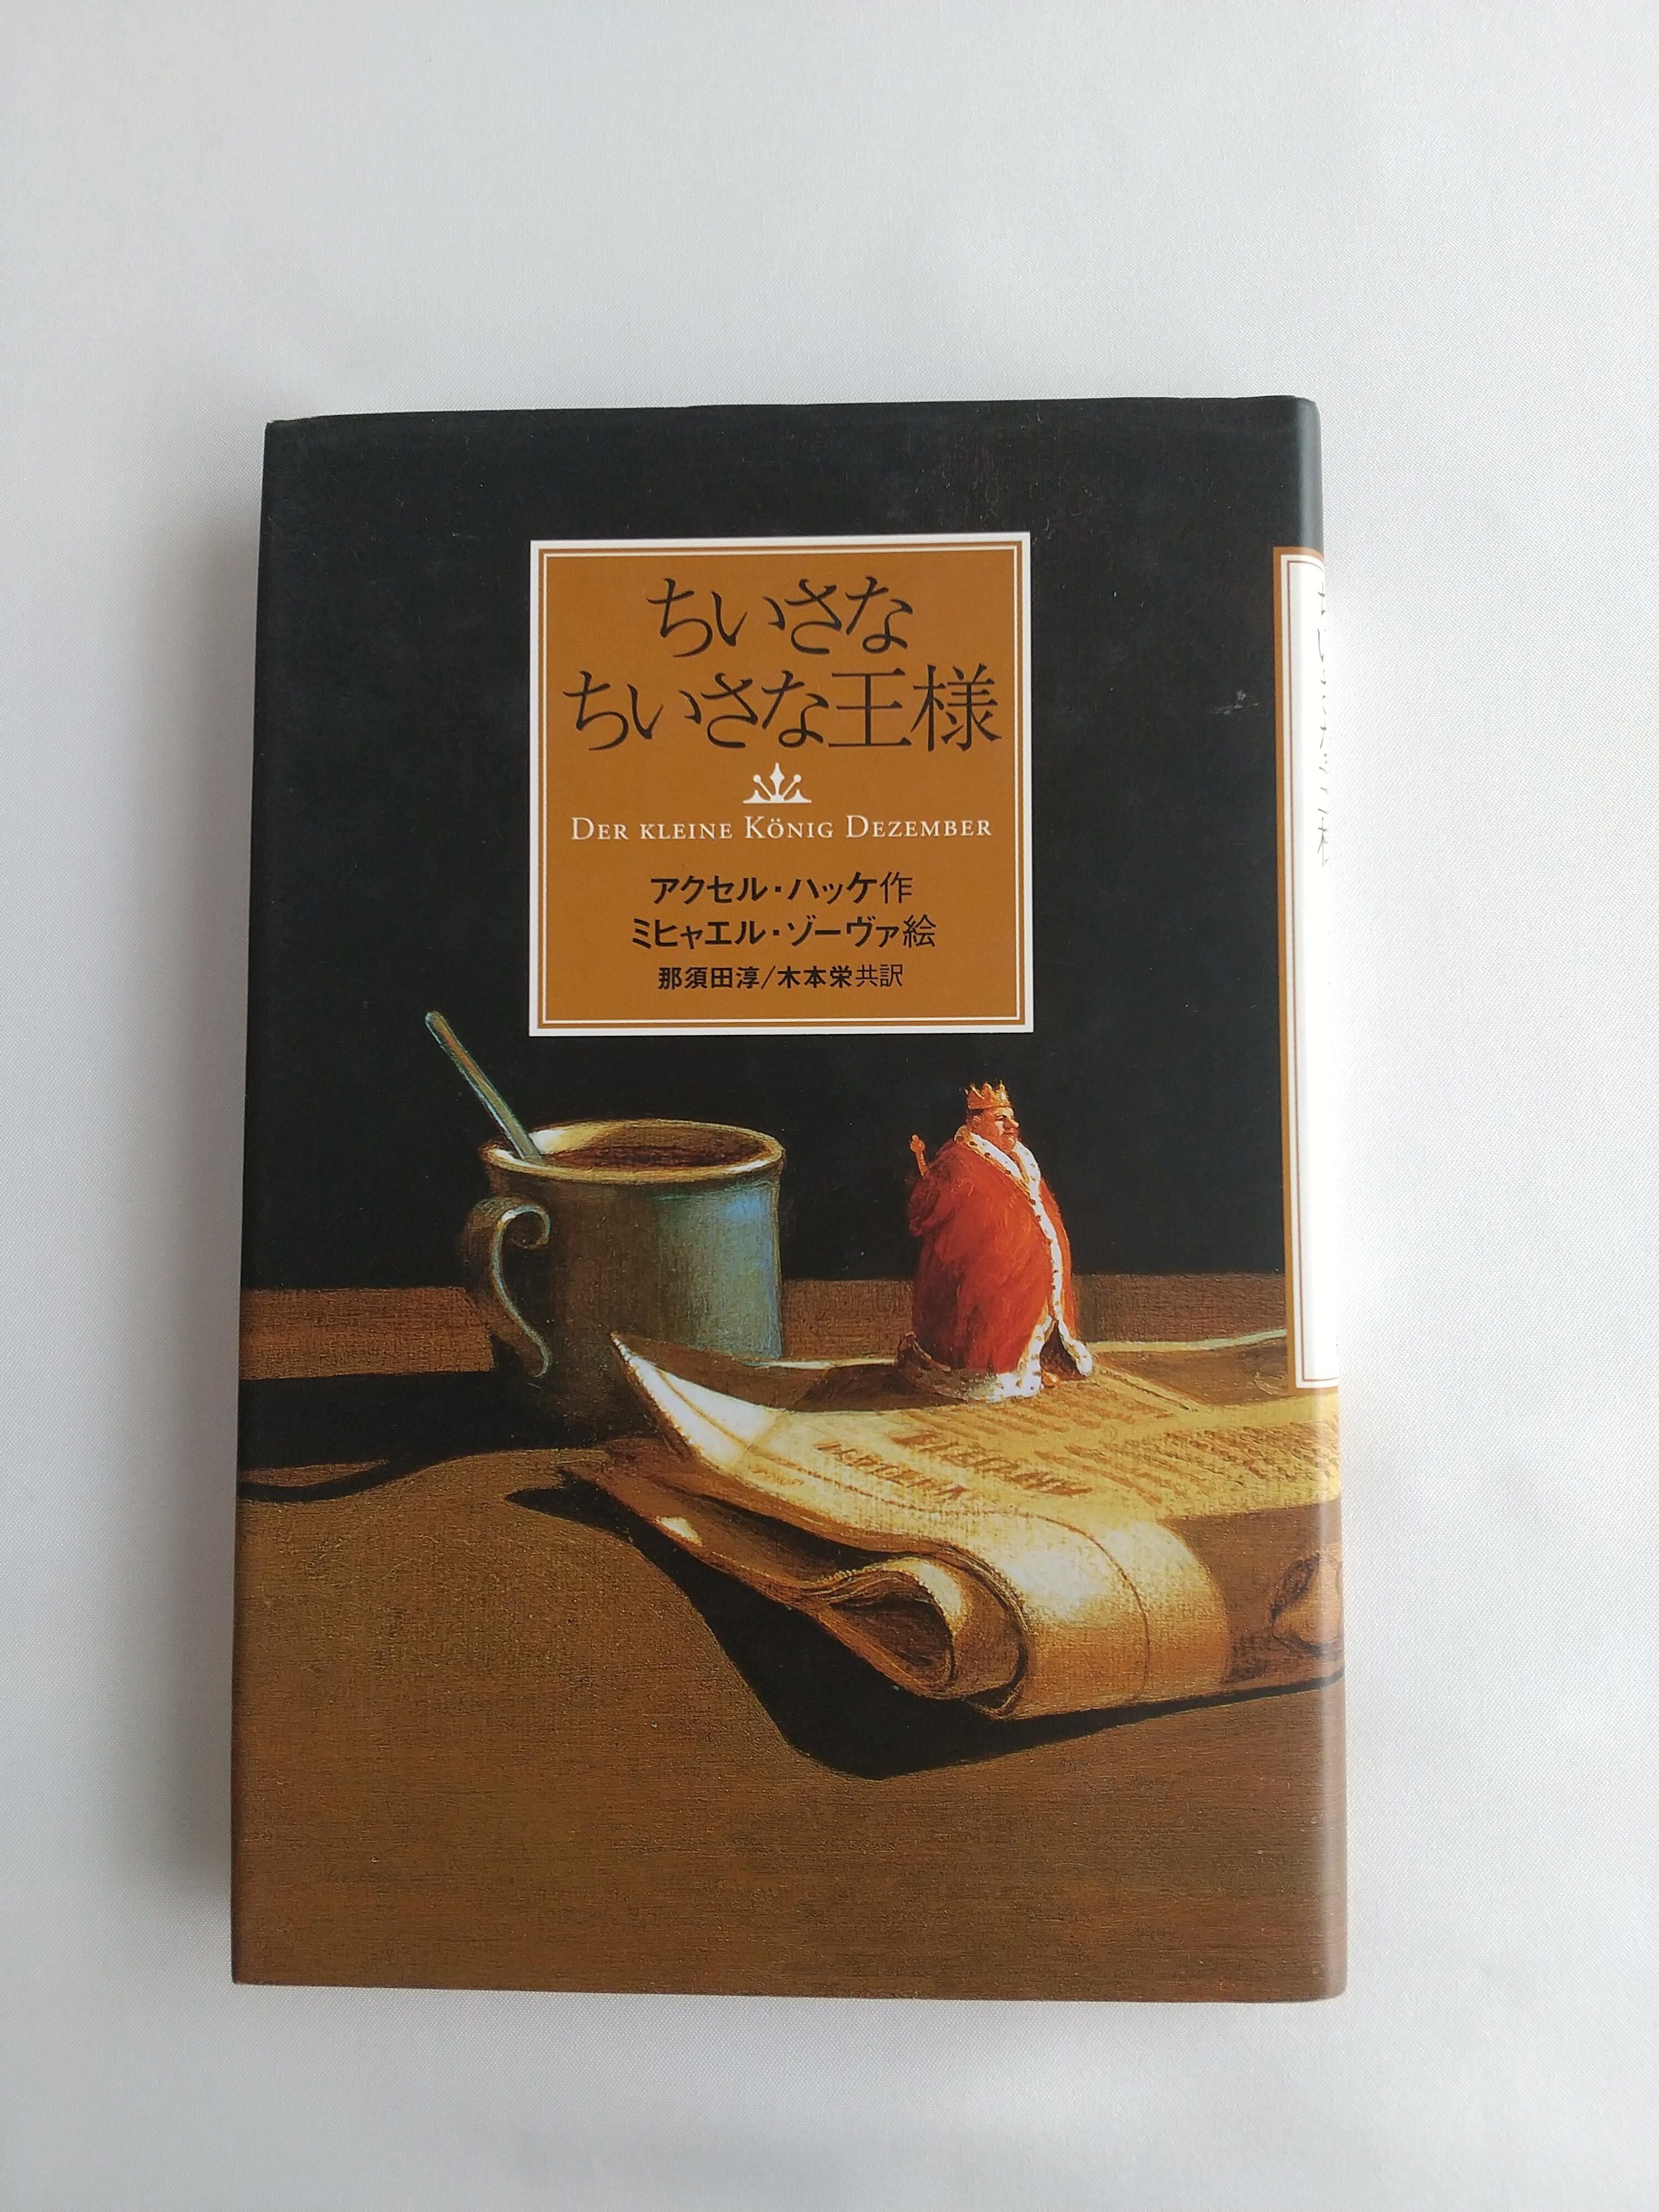 ちいさな
ちいさな王様
DER KLEINE KÖNIG DEZEMBER
アクセル・ハッケ作
ミヒャエル・ゾーヴァ絵
那須田淳/木本栄共訳